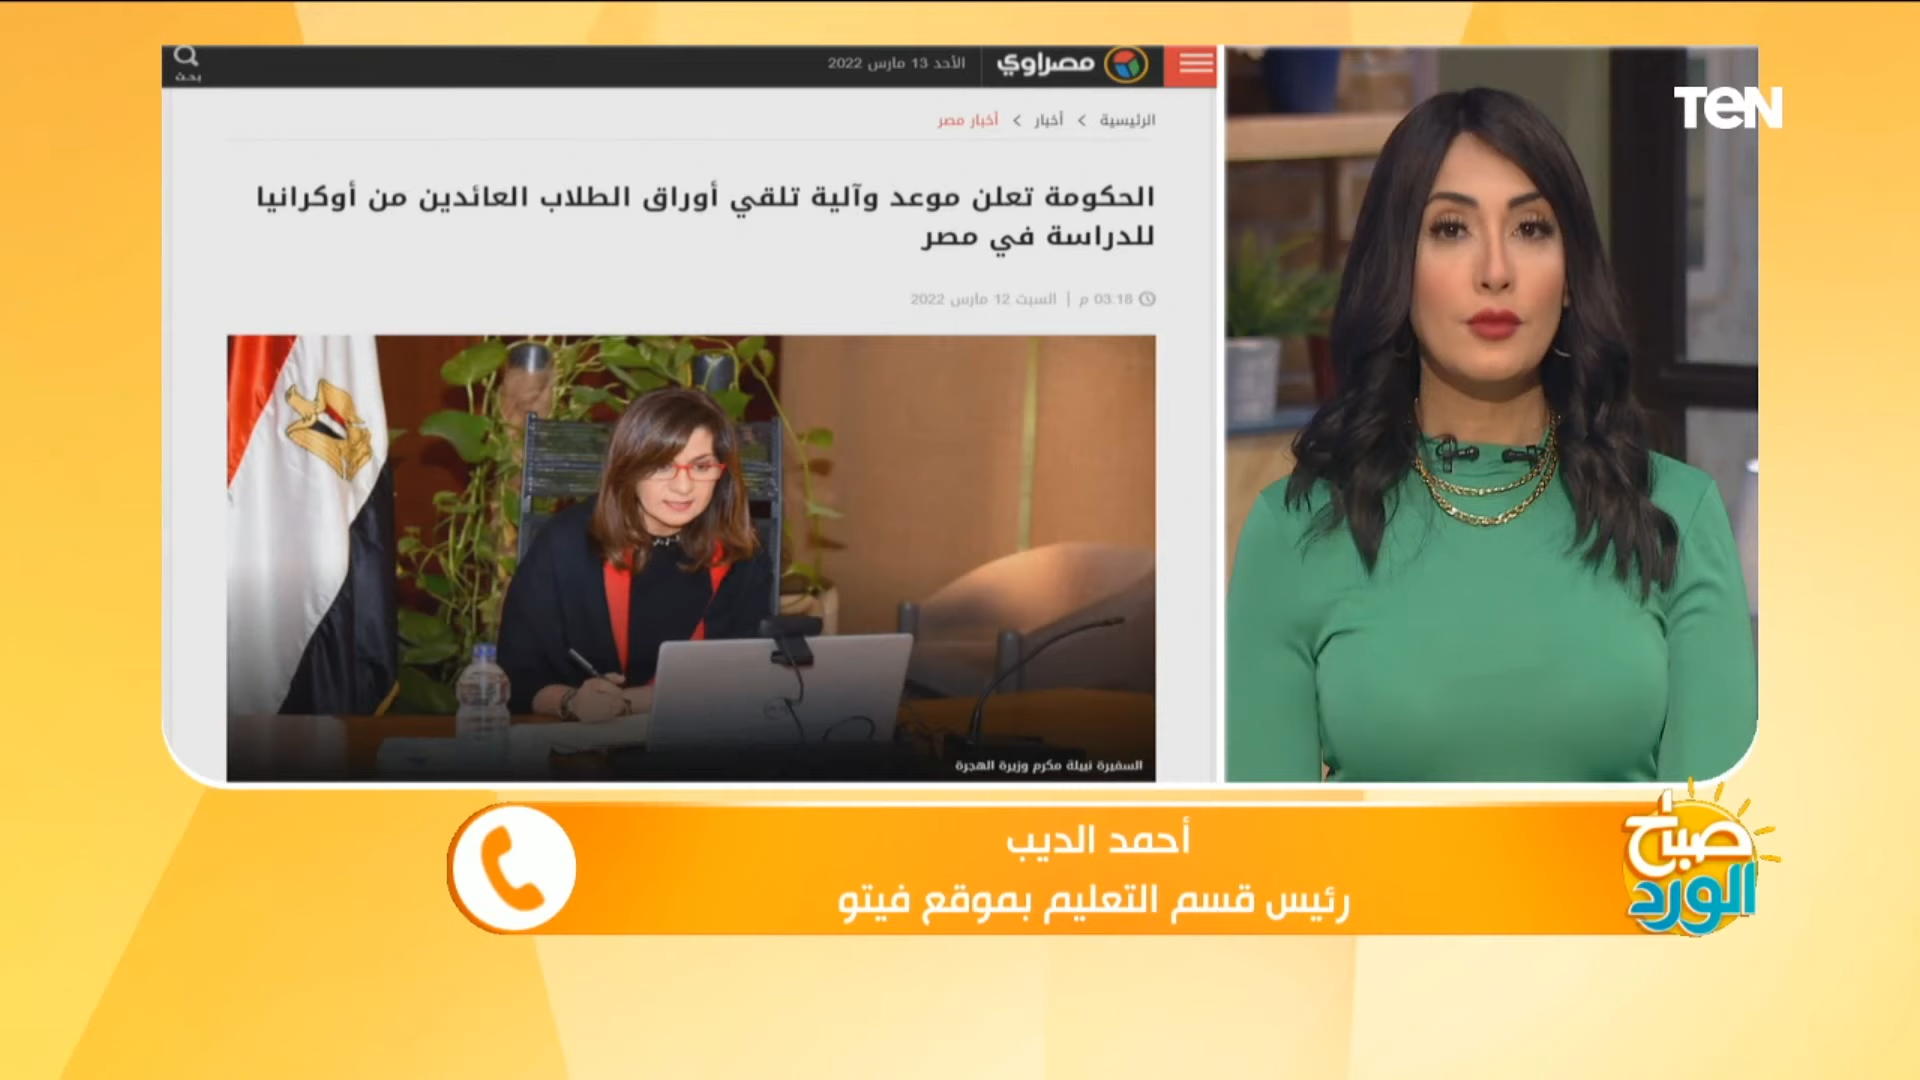 بحث
الأحد 13 مارس 2022
مصراوي
TeN
الرئيسية > أخبار > أخبار مصر
الحكومة تعلن موعد وآلية تلقي أوراق الطلاب العائدين من أوكرانيا
للدراسة في مصر
03:18 م | السبت 12 مارس 2022
السفيرة نبيلة مكرم وزيرة الهجرة
أحمد الديب
رئيس قسم التعليم بموقع فيتو
صباح
الورد